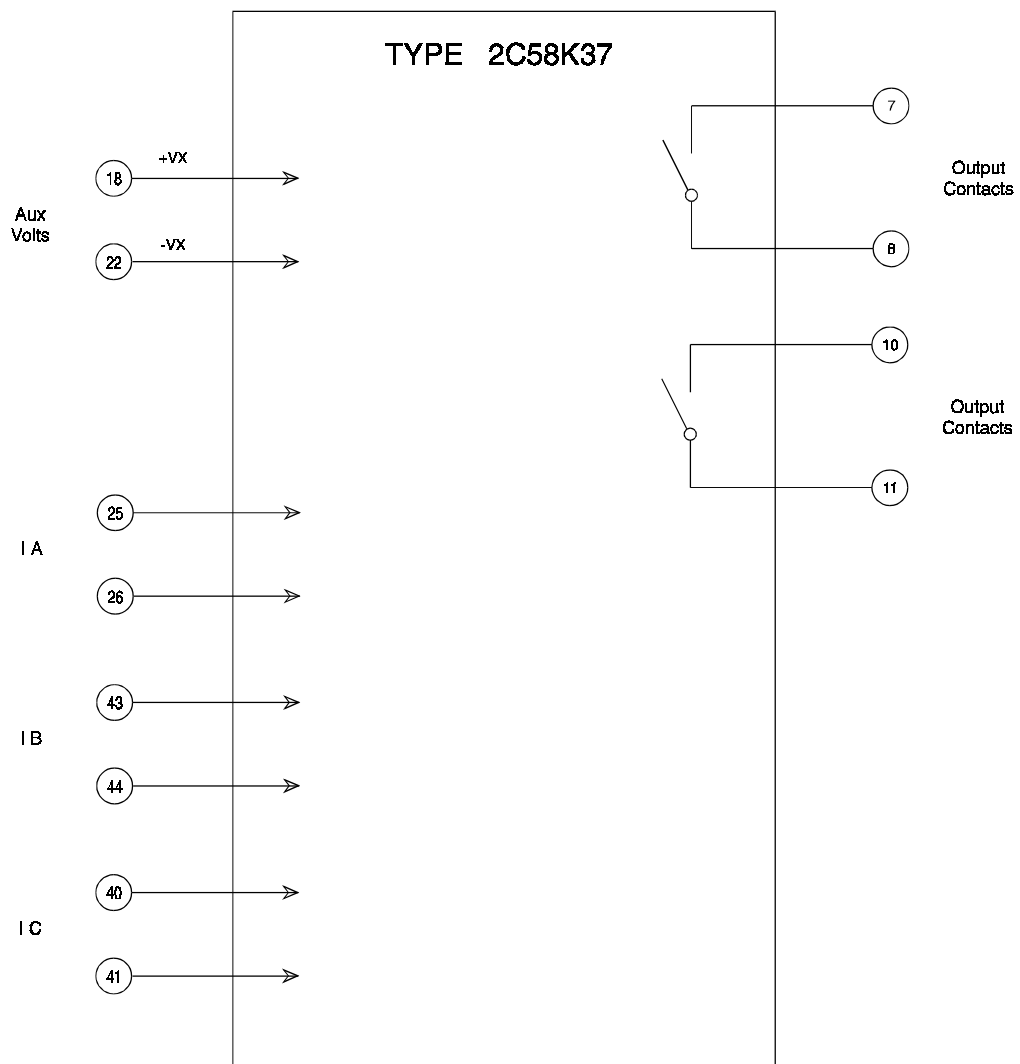 TYPE 2C58K37
7
Output
Contacts
8
18
+VX
Aux
Volts
22
-VX
10
Output
Contacts
11
25
I A
26
43
I B
44
40
I C
41